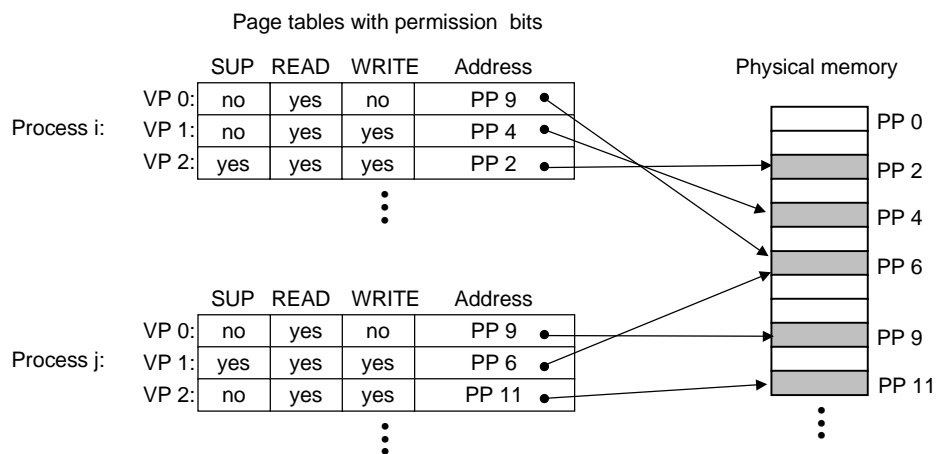 Page tables with permission bits
SUP READ WRITE Address
Physical memory
Process i:
VP 0: no yes no PP 9
VP 1: no yes yes PP 4
VP 2: yes yes yes PP 2
PP 0
PP 2
PP 4
PP 6
PP 9
PP 11
SUP READ WRITE Address
Process j:
VP 0: no yes no PP 9
VP 1: yes yes yes PP 6
VP 2: no yes yes PP 11